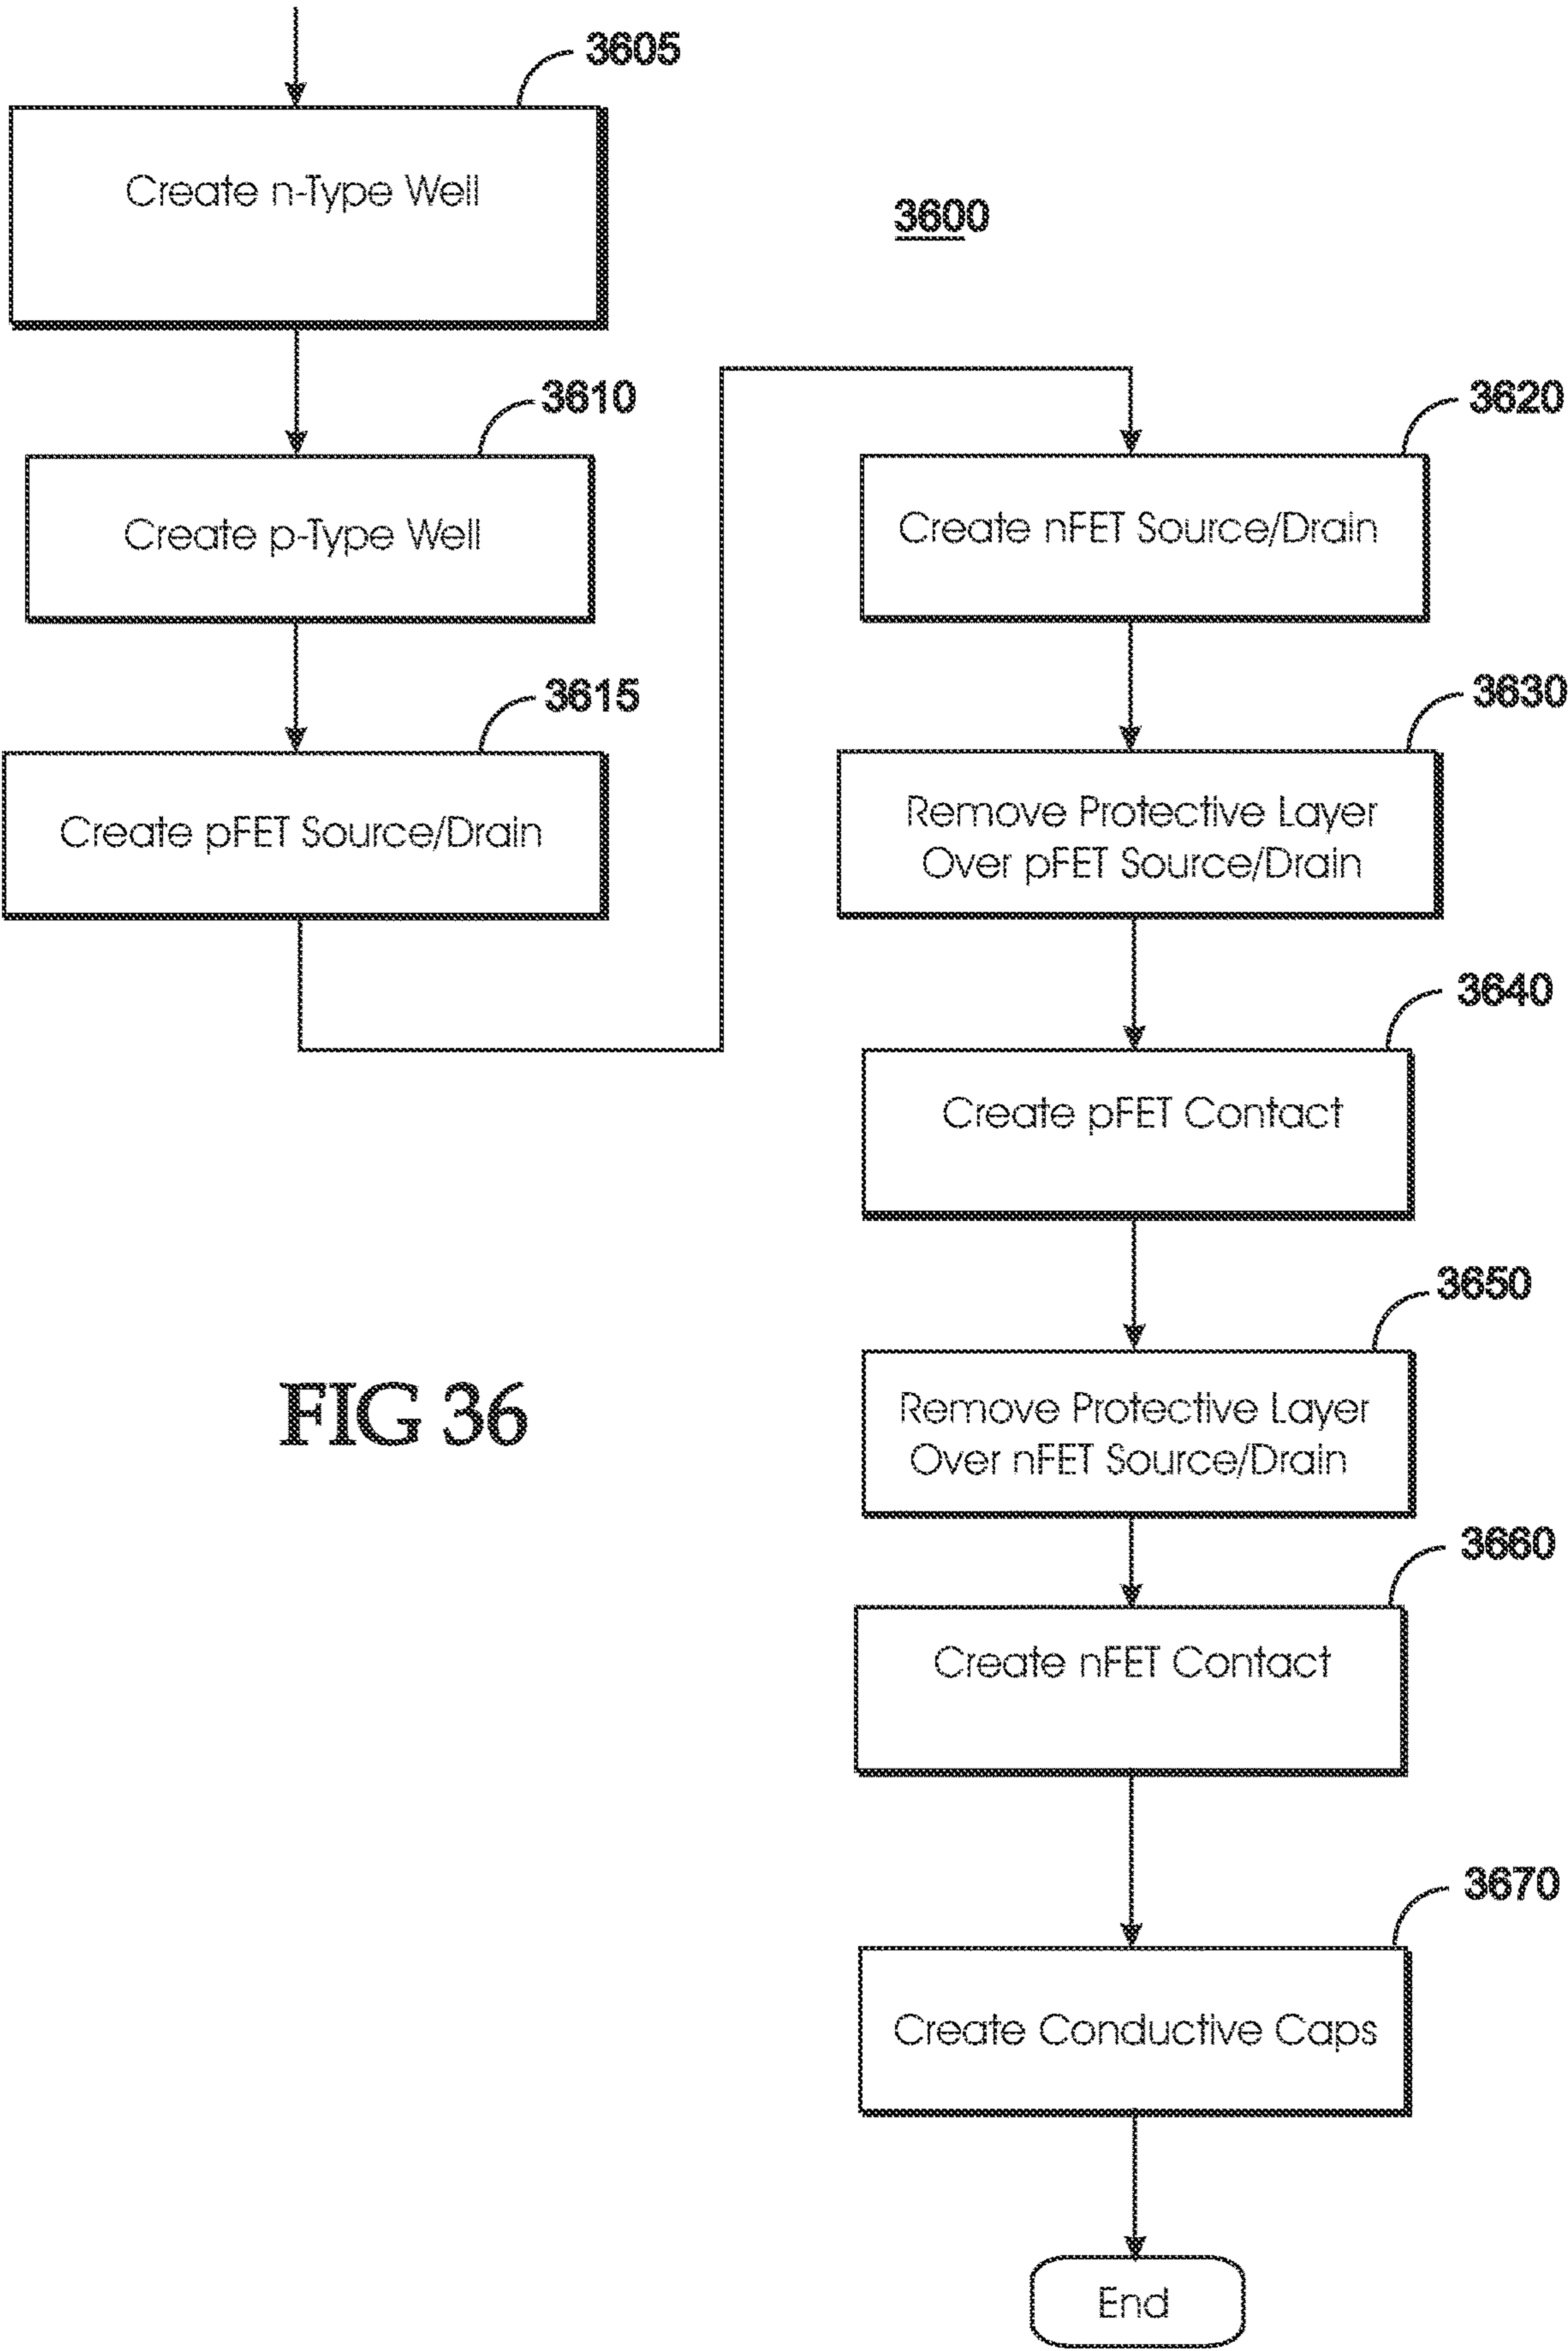 3605
Create n-Type Well
3600
3610
Create p-Type Well
3615
Create pFET Source/Drain
3620
Create nFET Source/Drain
3630
Remove Protective Layer
Over pFET Source/Drain
3640
Create pFET Contact
3650
Remove Protective Layer
Over nFET Source/Drain
3660
Create nFET Contact
3670
Create Conductive Caps
End
FIG 36